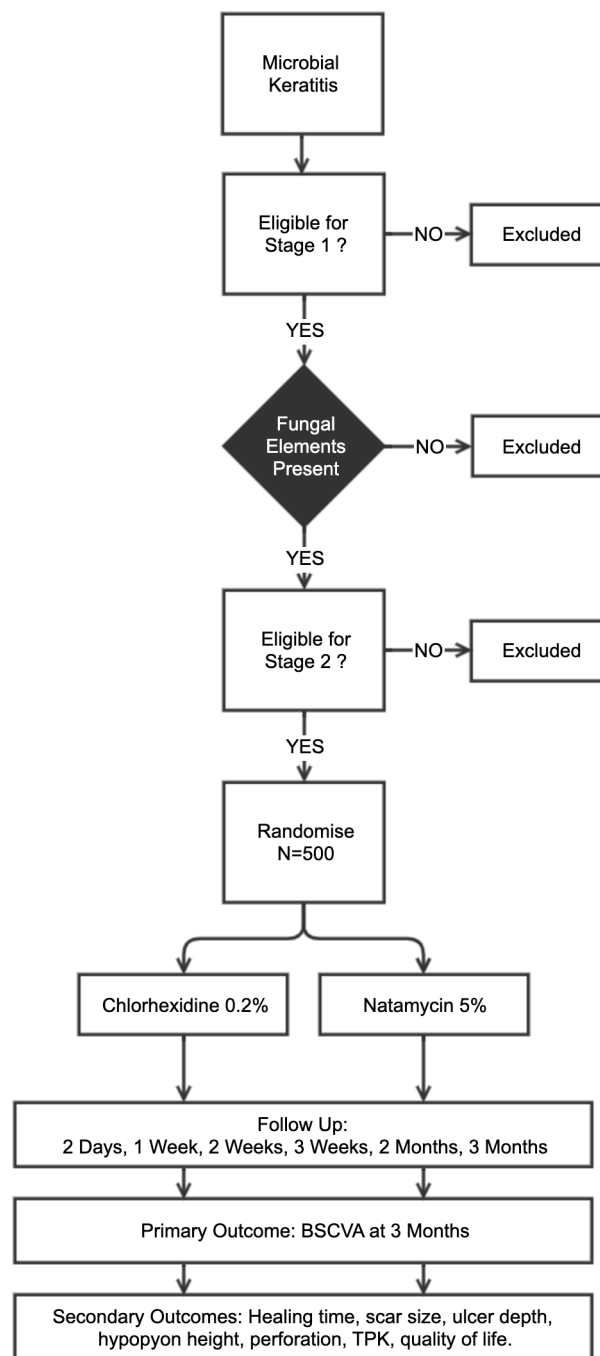 Microbial
Keratitis
Eligible for
Stage 1 ?
NO
Excluded
YES
Fungal
Elements
Present
NO
Excluded
YES
Eligible for
Stage 2 ?
NO
Excluded
YES
Randomise
N=500
Chlorhexidine 0.2%
Natamycin 5%
Follow Up:
2 Days, 1 Week, 2 Weeks, 3 Weeks, 2 Months, 3 Months
Primary Outcome: BSCVA at 3 Months
Secondary Outcomes: Healing time, scar size, ulcer depth,
hypopyon height, perforation, TPK, quality of life.